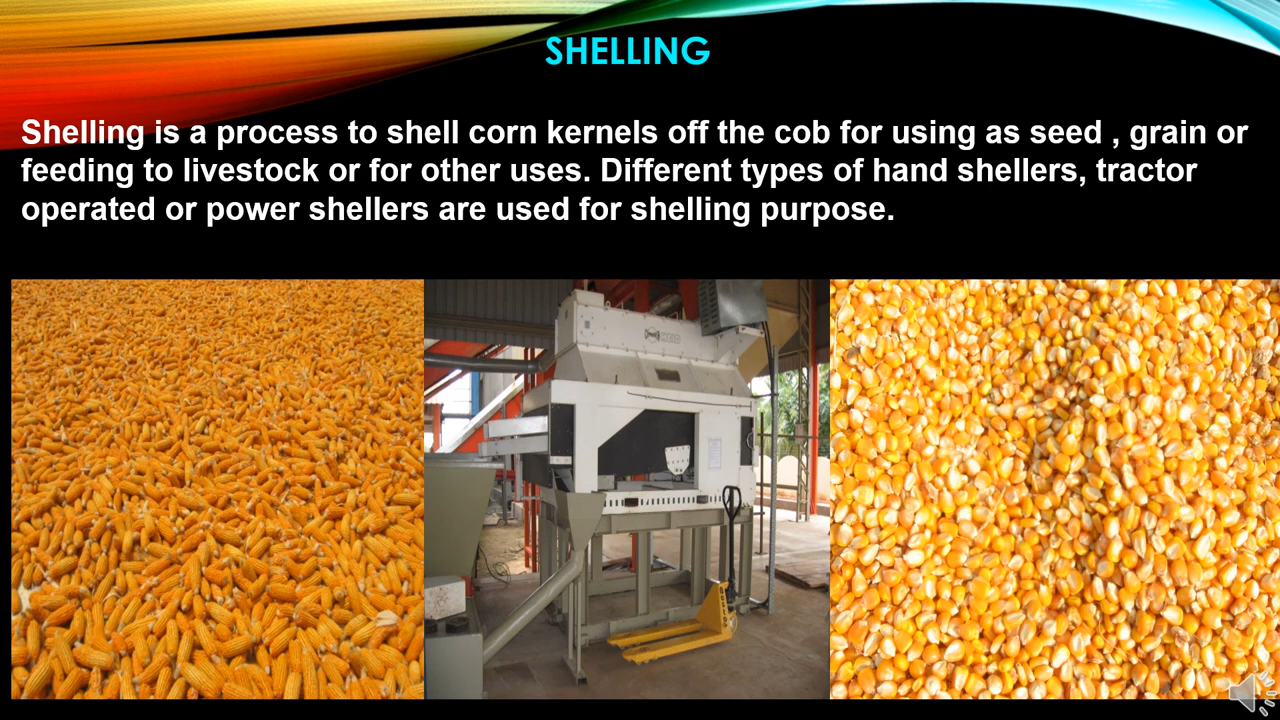 SHELLING
Shelling is a process to shell corn kernels off the cob for using as seed , grain or
feeding to livestock or for other uses. Different types of hand shellers, tractor
operated or power shellers are used for shelling purpose.